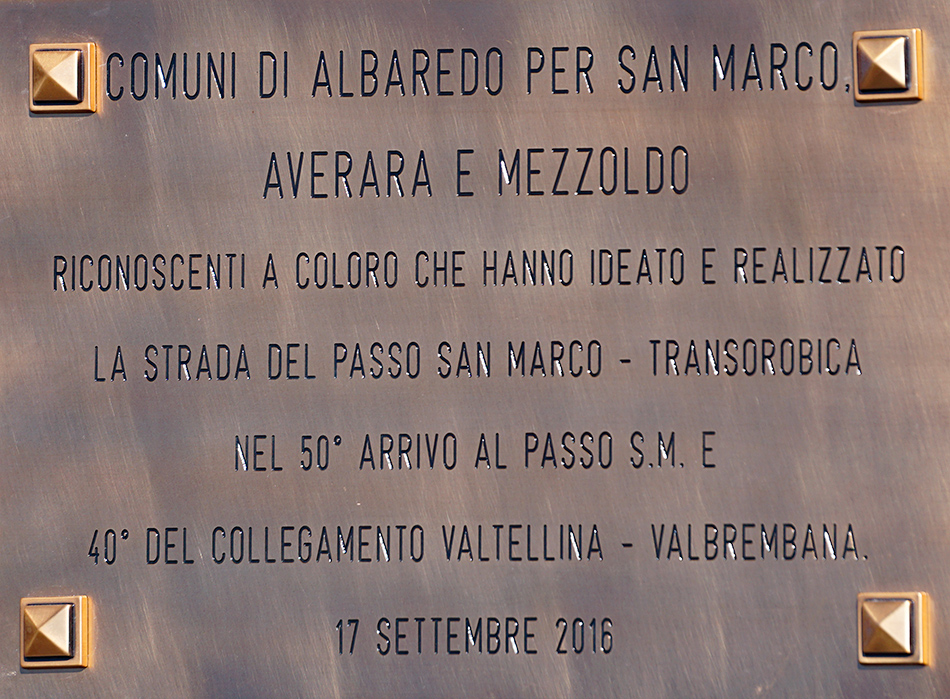 COMUNI DI ALBAREDO PER SAN MARCO,
AVERARA E MEZZOLDO
RICONOSCENTI A COLORO CHE HANNO IDEATO E REALIZZATO
LA STRADA DEL PASSO SAN MARCO - TRANSOROBICA
NEL 50° ARRIVO AL PASSO S.M. E
40° DEL COLLEGAMENTO VALTELLINA - VALBREMBANA.
17 SETTEMBRE 2016